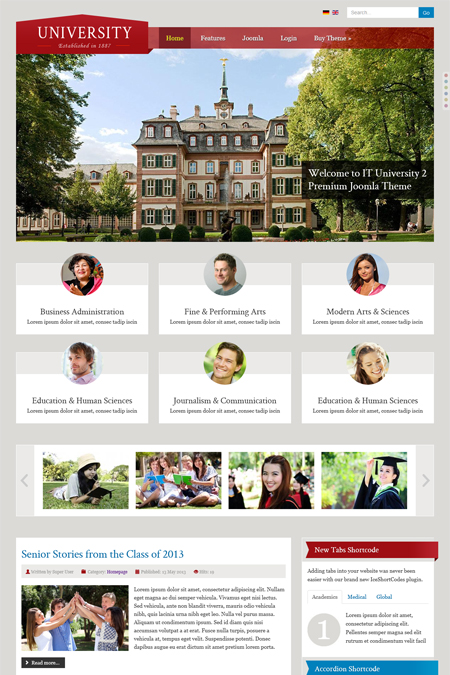 UNIVERSITY
Established in 1887
Search...
Go
Home
Features
Joomla
Login
Buy Theme »
Welcome to IT University 2
Premium Joomla Theme
Business Administration
Lorem ipsum dolor sit amet, consec tadip iscin
Fine & Performing Arts
Lorem ipsum dolor sit amet, consec tadip iscin
Modern Arts & Sciences
Lorem ipsum dolor sit amet, consec tadip iscin
Education & Human Sciences
Lorem ipsum dolor sit amet, consec tadip iscin
Journalism & Communication
Lorem ipsum dolor sit amet, consec tadip iscin
Education & Human Sciences
Lorem ipsum dolor sit amet, consec tadip iscin
Senior Stories from the Class of 2013
Written by Super User
Category: Homepage
Published: 13 May 2013
Hits:
Lorem ipsum dolor sit amet, consectetur adipiscing elit. Nullam
eget magna ac dui semper vehicula. Vivamus eget nisi lectus.
Sed vehicula, ante non blandit viverra, mauris odio vehicula
nibh, quis lacinia urna nibh eget leo. Nulla vel purus massa.
Aliquam ut condimentum ipsum. Sed id diam quis nisi
accumsan volutpat a at erat. Fusce nulla turpis, posuere a
vehicula at, tempus eget velit. Suspendisse potenti. Donec
dapibus augue eu erat dictum sit amet pretium lorem porta.
Read more...
New Tabs Shortcode
Adding tabs into your website was never been
easier with our brand new IceShortCodes plugin.
Academics
Medical
Global
1
Lorem ipsum dolor sit amet,
consectetur adipiscing elit.
Pellentes semper magna sed elit
rutrum et condimentum velit facil
Accordion Shortcode